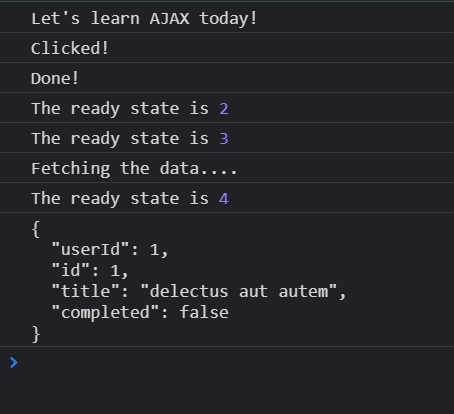 Let's learn AJAX today!
Clicked!
Done!
The ready state is 2
The ready state is 3
Fetching the data....
The ready state is 4
{
  "userId": 1,
  "id": 1,
  "title": "delectus aut autem",
  "completed": false
}
>